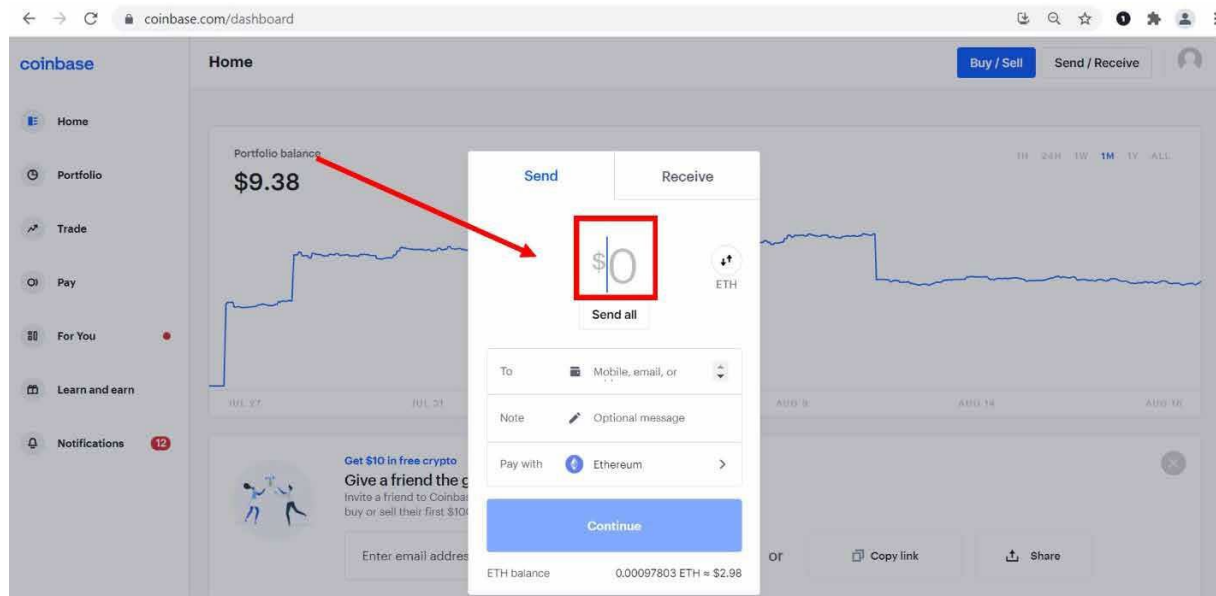 coinbase.com/dashboard
coinbase
Home
Buy / Sell
Send / Receive
Home
Portfolio
Trade
Pay
For You
Learn and earn
Notifications
12
Portfolio balance
$9.38
1H 24H 1W 1M 1Y ALL
Send
Receive
$0
ETH
Send all
To
Mobile, email, or
Note
Optional message
Pay with
Ethereum
Continue
ETH balance
0.00097803 ETH ≈ $2.98
JUL 27
JUL 31
AUG 9
AUG 14
Get $10 in free crypto
Give a friend the g
Invite a friend to Coinbas
buy or sell their first $10
Enter email addres
or
Copy link
Share